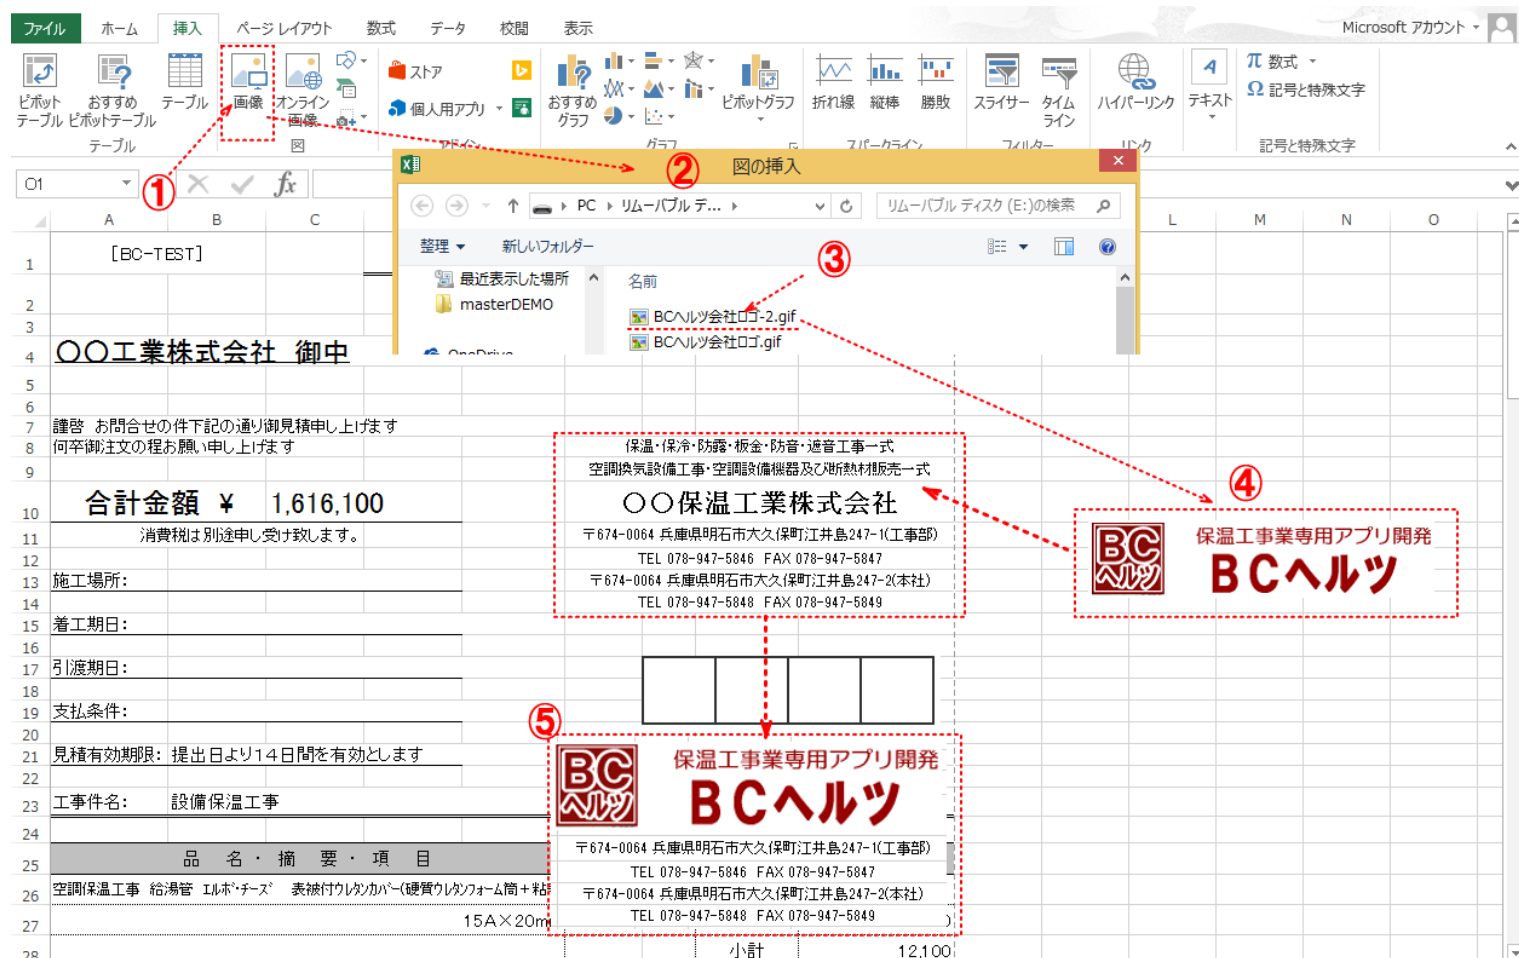 ファイル ホーム 挿入 ページ レイアウト 数式 データ 校閲 表示 Microsoft アカウント
ピボット
テーブル
おすすめ
ピボットテーブル
テーブル
画像
オンライン
画像
ストア
個人用アプリ
おすすめ
グラフ
ピボットグラフ
折れ線
縦棒
勝敗
スライサー
タイム
ライン
ハイパーリンク
テキスト
π 数式
Ω 記号と特殊文字
テーブル 図 アドイン グラフ スパークライン フィルター リンク 記号と特殊文字
① ②
O1 fx
図の挿入
PC リムーバブル デ... リムーバブル ディスク (E:)の検索
整理 新しいフォルダー
③
最近表示した場所
masterDEMO
OneDrive
名前
BCヘルツ会社ロゴ-2.gif
BCヘルツ会社ロゴ.gif
A B C L M N O
1 [BC-TEST]
2
3
4 〇〇工業株式会社 御中
5
6
7 謹啓 お問合せの件下記の通り御見積申し上げます
8 何卒御注文の程お願い申し上げます
9
10 合計金額 ¥ 1,616,100
11 消費税は別途申し受け致します。
12
13 施工場所:
14
15 着工期日:
16
17 引渡期日:
18
19 支払条件:
20
21 見積有効期限: 提出日より14日間を有効とします
22
23 工事件名: 設備保温工事
24
25 品 名・摘 要・項 目
26 空調保温工事 給湯管 エルボ・チーズ 表被付ウレタンカバー(硬質ウレタンフォーム筒+粘
27 15A×20m
28 小計 12,100
保温・保冷・防露・板金・防音・遮音工事一式
空調換気設備工事・空調設備機器及び断熱材販売一式
〇〇保温工業株式会社
〒674-0064 兵庫県明石市大久保町江井島247-1(工事部)
TEL 078-947-5846 FAX 078-947-5847
〒674-0064 兵庫県明石市大久保町江井島247-2(本社)
TEL 078-947-5848 FAX 078-947-5849
④
BC
ヘルツ
保温工事業専用アプリ開発
BCヘルツ
⑤
BC
ヘルツ
保温工事業専用アプリ開発
BCヘルツ
〒674-0064 兵庫県明石市大久保町江井島247-1(工事部)
TEL 078-947-5846 FAX 078-947-5847
〒674-0064 兵庫県明石市大久保町江井島247-2(本社)
TEL 078-947-5848 FAX 078-947-5849